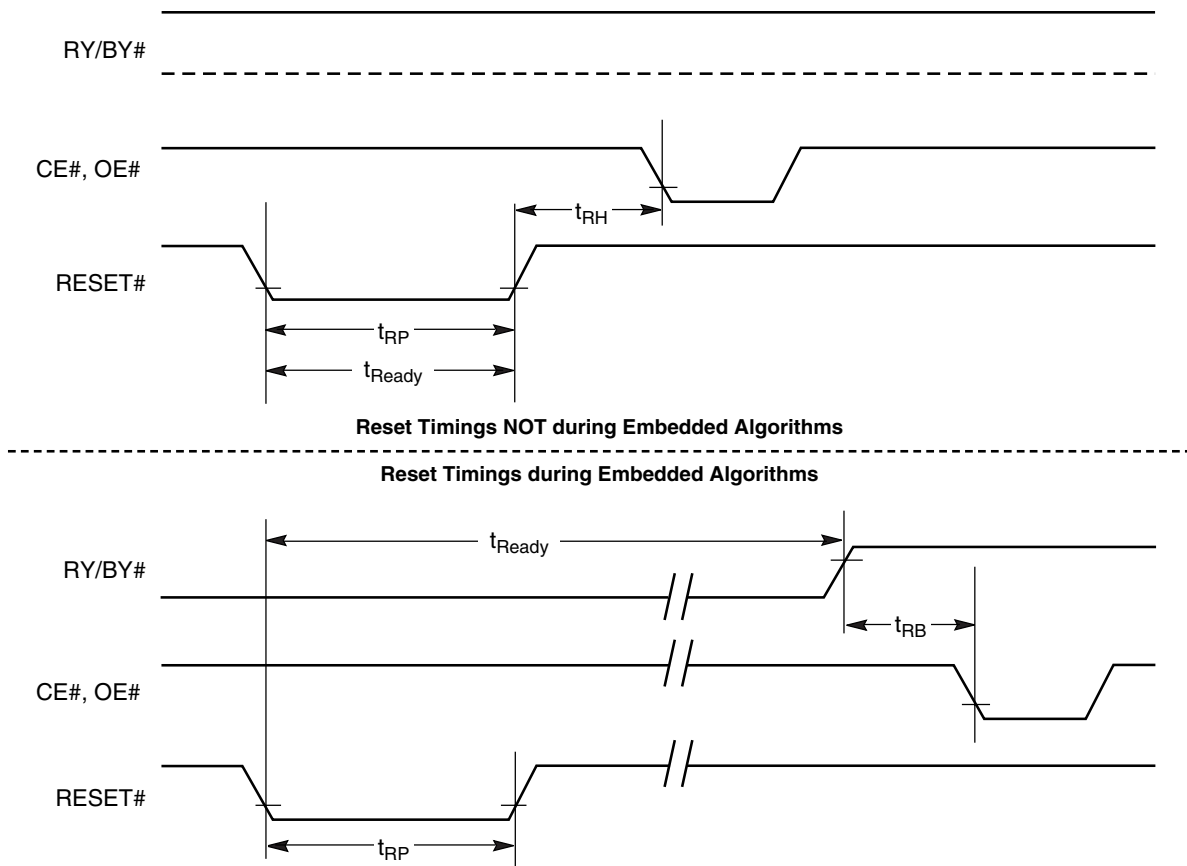 RY/BY#
CE#, OE#
tRH
RESET#
tRP
tReady
Reset Timings NOT during Embedded Algorithms
Reset Timings during Embedded Algorithms
tReady
RY/BY#
tRB
CE#, OE#
RESET#
tRP